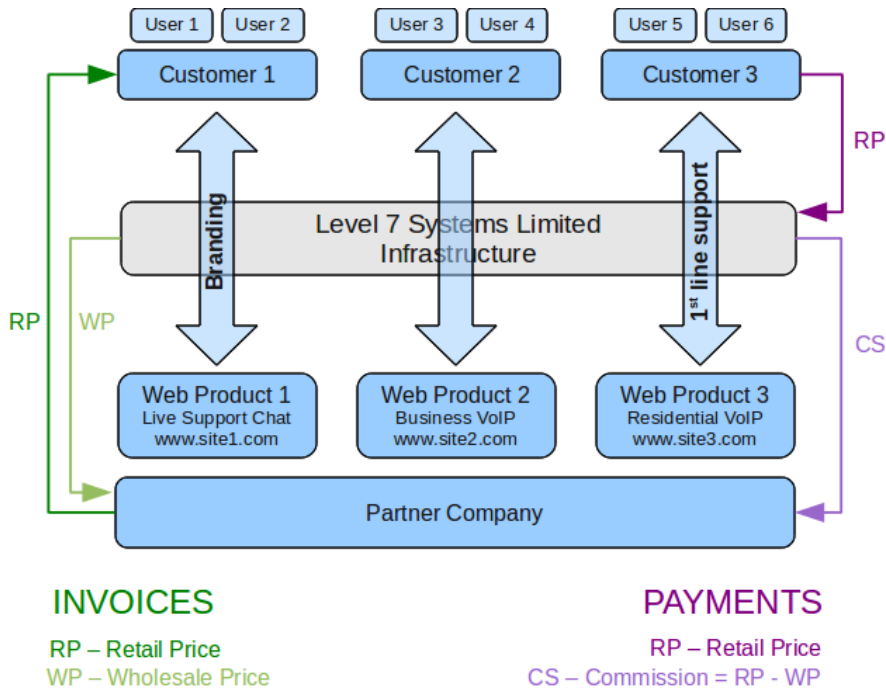 User 1
User 2
User 3
User 4
User 5
User 6
Customer 1
Customer 2
Customer 3
RP
Branding
1st line support
Level 7 Systems Limited
Infrastructure
RP
WP
CS
Web Product 1
Live Support Chat
www.site1.com
Web Product 2
Business VoIP
www.site2.com
Web Product 3
Residential VoIP
www.site3.com
Partner Company
INVOICES
RP – Retail Price
WP – Wholesale Price
PAYMENTS
RP – Retail Price
CS – Commission = RP - WP